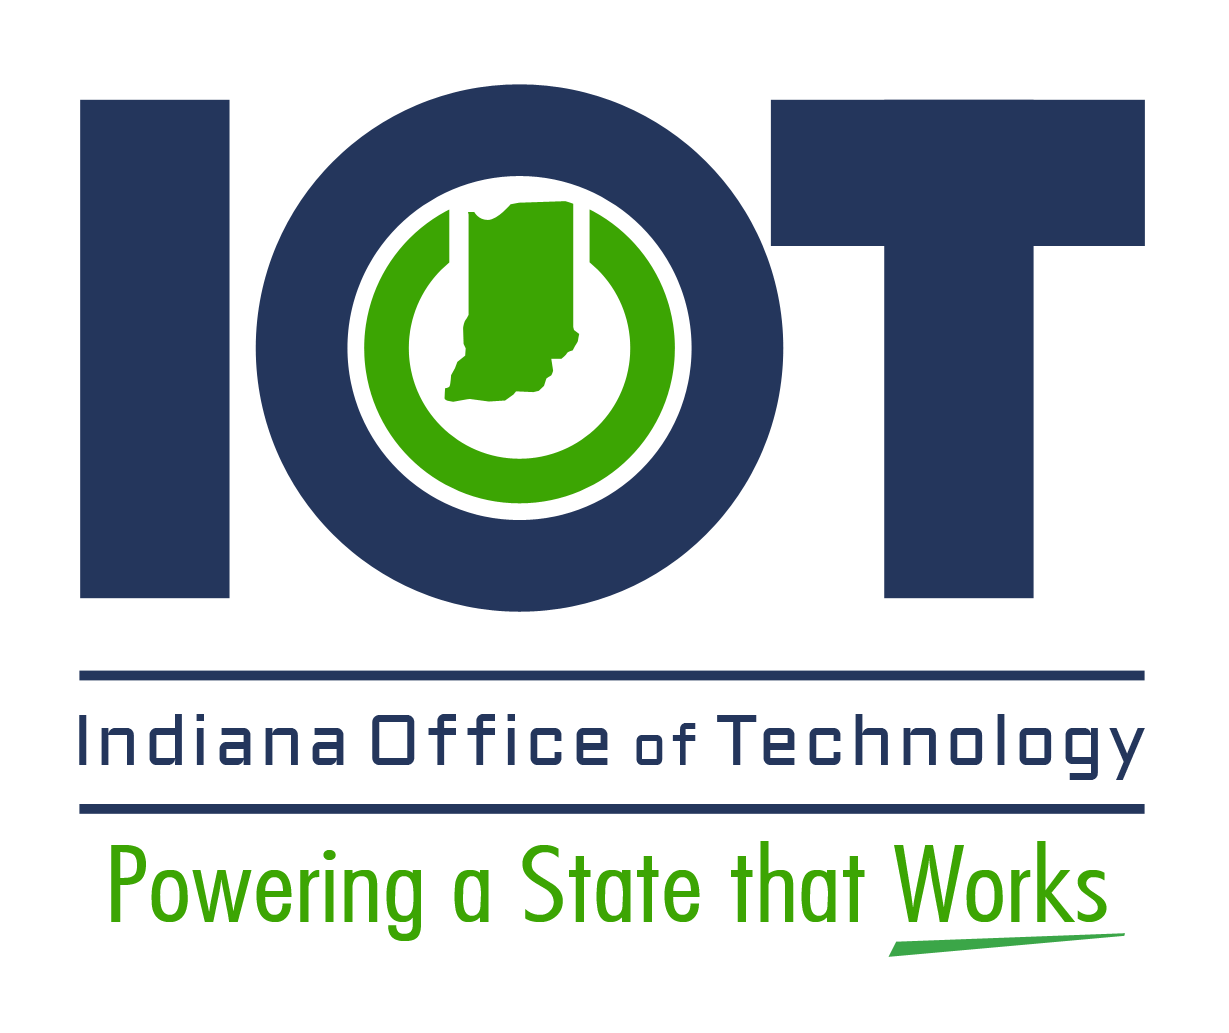 IOT
Indiana Office of Technology
Powering a State that Works